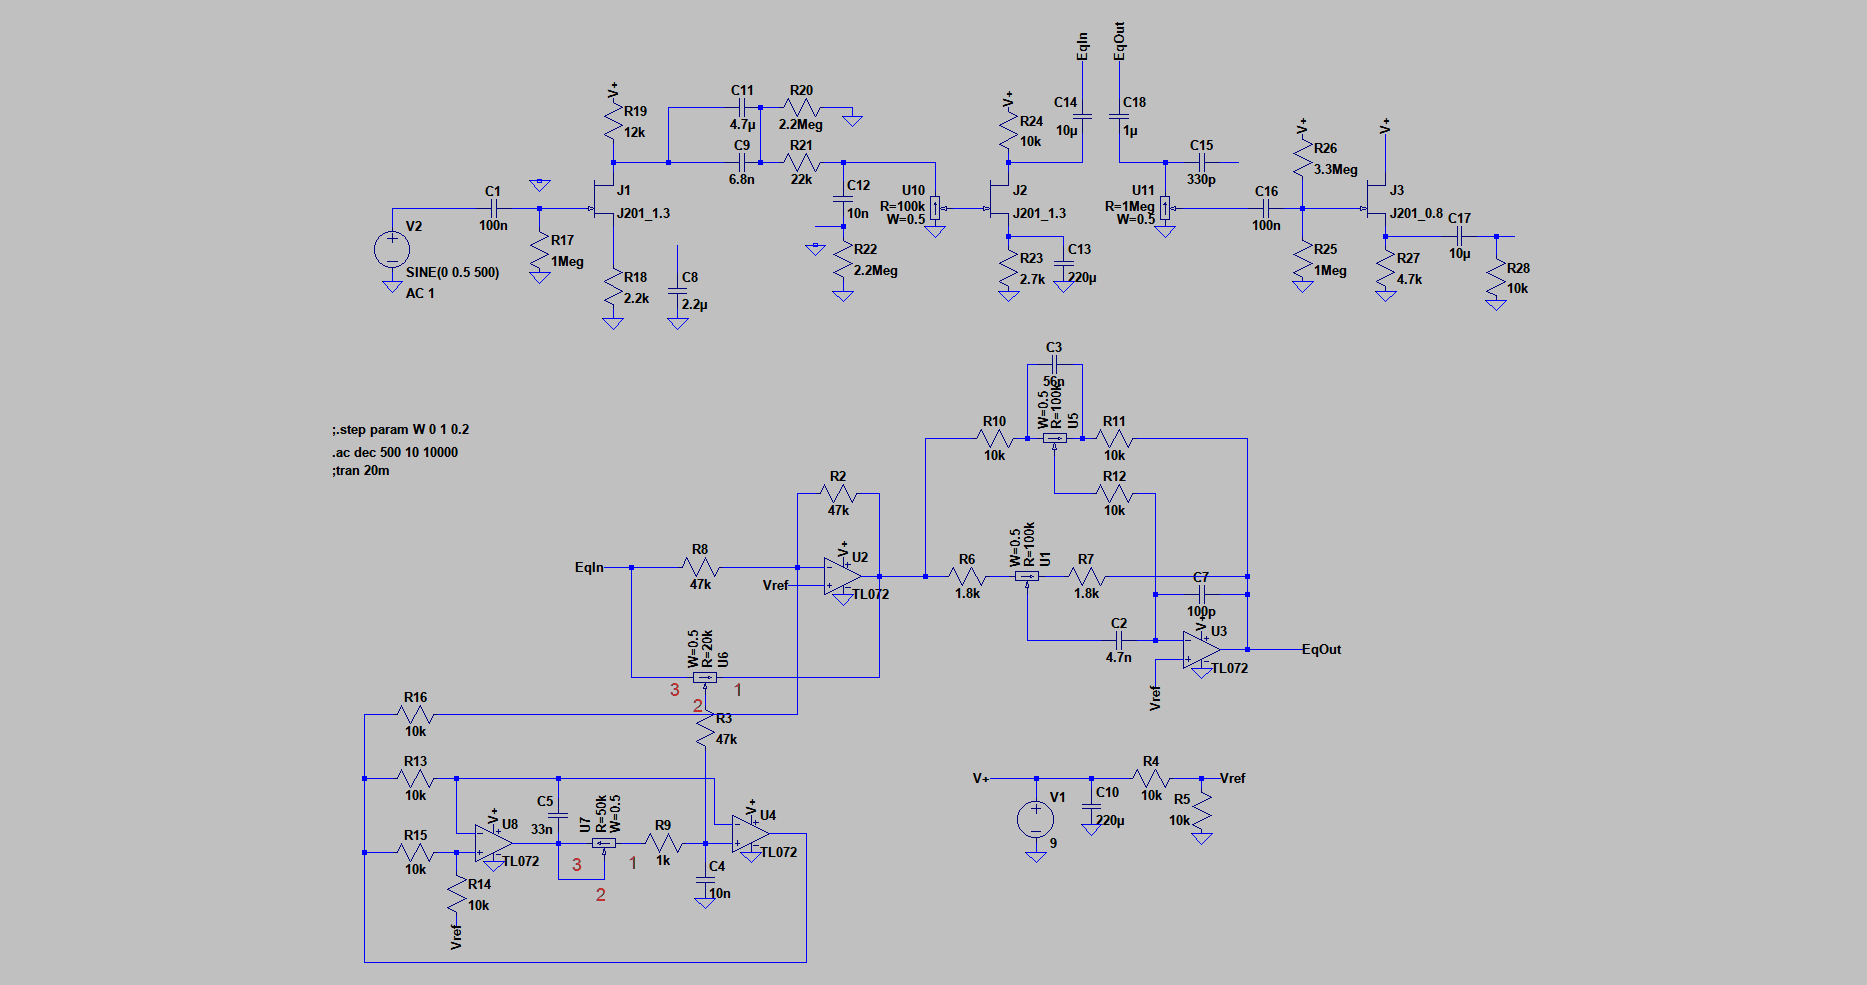 EqIn
EqOut
V+
R19
12k
C11
4.7µ
R20
2.2Meg
C9
6.8n
R21
22k
V+
R24
10k
C14
10µ
C18
1µ
C15
330p
V+
R26
3.3Meg
V+
V2
SINE(0 0.5 500)
AC 1
C1
100n
R17
1Meg
J1
J201_1.3
R18
2.2k
C8
2.2µ
C12
10n
R22
2.2Meg
U10
R=100k
W=0.5
J2
J201_1.3
R23
2.7k
C13
220µ
U11
R=1Meg
W=0.5
C16
100n
R25
1Meg
J3
J201_0.8
R27
4.7k
C17
10µ
R28
10k
;.step param W 0 1 0.2
.ac dec 500 10 10000
;tran 20m
C3
56n
W=0.5
R=100k
U5
R10
10k
R11
10k
R12
10k
R2
47k
EqIn
R8
47k
Vref
V+
U2
TL072
R6
1.8k
W=0.5
R=100k
U1
R7
1.8k
C7
100p
C2
4.7n
V+
U3
TL072
EqOut
Vref
W=0.5
R=20k
U6
3
1
2
R16
10k
R3
47k
R13
10k
R15
10k
R14
10k
Vref
V+
U8
TL072
C5
33n
U7
R=50k
W=0.5
3
1
2
R9
1k
C4
10n
V+
U4
TL072
V+
V1
9
C10
220µ
R4
10k
R5
10k
Vref